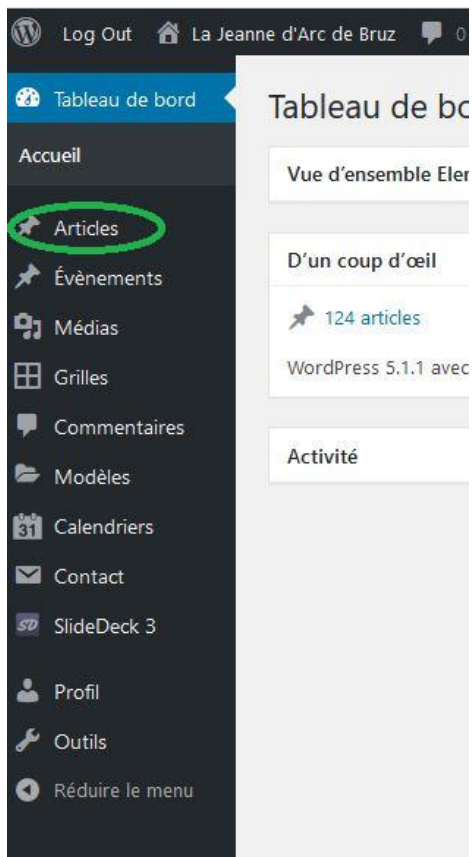 Log Out La Jeanne d'Arc de Bruz 0
Tableau de bord
Accueil
Articles
Évènements
Médias
Grilles
Commentaires
Modèles
31 Calendriers
Contact
SD SlideDeck 3
Profil
Outils
Réduire le menu
Tableau de bo
Vue d'ensemble Eler
D'un coup d'œil
124 articles
WordPress 5.1.1 avec
Activité